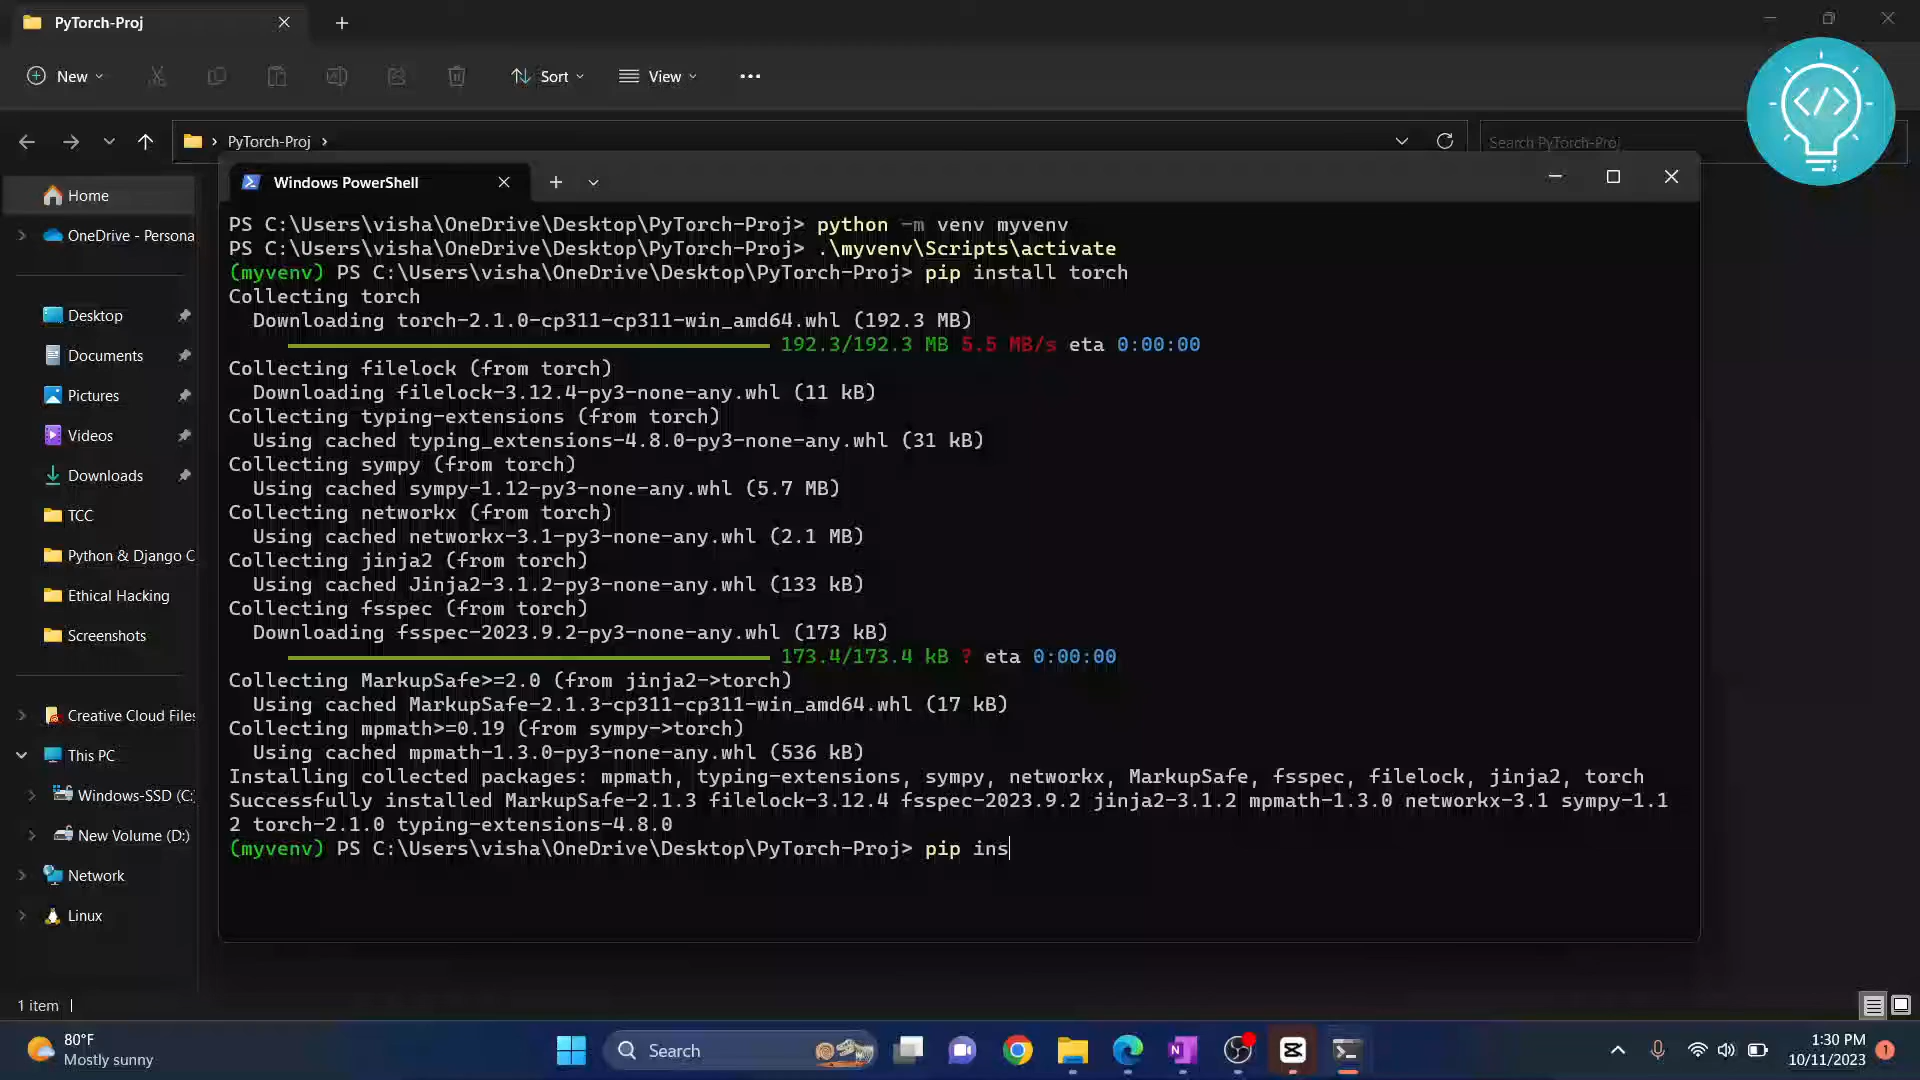 PyTorch-Proj
New
Sort
View
PyTorch-Proj
Search PyTorch-Proj
</>
Home
OneDrive - Persona
Desktop
Documents
Pictures
Videos
Downloads
TCC
Python & Django C
Ethical Hacking
Screenshots
Creative Cloud Files
This PC
Windows-SSD (C:)
New Volume (D:)
Network
Linux
1 item
Windows PowerShell
PS C:\Users\visha\OneDrive\Desktop\PyTorch-Proj> python -m venv myvenv
PS C:\Users\visha\OneDrive\Desktop\PyTorch-Proj> .\myvenv\Scripts\activate
(myvenv) PS C:\Users\visha\OneDrive\Desktop\PyTorch-Proj> pip install torch
Collecting torch
Downloading torch-2.1.0-cp311-cp311-win_amd64.whl (192.3 MB)
192.3/192.3 MB 5.5 MB/s eta 0:00:00
Collecting filelock (from torch)
Downloading filelock-3.12.4-py3-none-any.whl (11 kB)
Collecting typing-extensions (from torch)
Using cached typing_extensions-4.8.0-py3-none-any.whl (31 kB)
Collecting sympy (from torch)
Using cached sympy-1.12-py3-none-any.whl (5.7 MB)
Collecting networkx (from torch)
Using cached networkx-3.1-py3-none-any.whl (2.1 MB)
Collecting jinja2 (from torch)
Using cached Jinja2-3.1.2-py3-none-any.whl (133 kB)
Collecting fsspec (from torch)
Downloading fsspec-2023.9.2-py3-none-any.whl (173 kB)
173.4/173.4 kB ? eta 0:00:00
Collecting MarkupSafe>=2.0 (from jinja2->torch)
Using cached MarkupSafe-2.1.3-cp311-cp311-win_amd64.whl (17 kB)
Collecting mpmath>=0.19 (from sympy->torch)
Using cached mpmath-1.3.0-py3-none-any.whl (536 kB)
Installing collected packages: mpmath, typing-extensions, sympy, networkx, MarkupSafe, fsspec, filelock, jinja2, torch
Successfully installed MarkupSafe-2.1.3 filelock-3.12.4 fsspec-2023.9.2 jinja2-3.1.2 mpmath-1.3.0 networkx-3.1 sympy-1.1
2 torch-2.1.0 typing-extensions-4.8.0
(myvenv) PS C:\Users\visha\OneDrive\Desktop\PyTorch-Proj> pip ins
80°F
Mostly sunny
Search
1:30 PM
10/11/2023
1